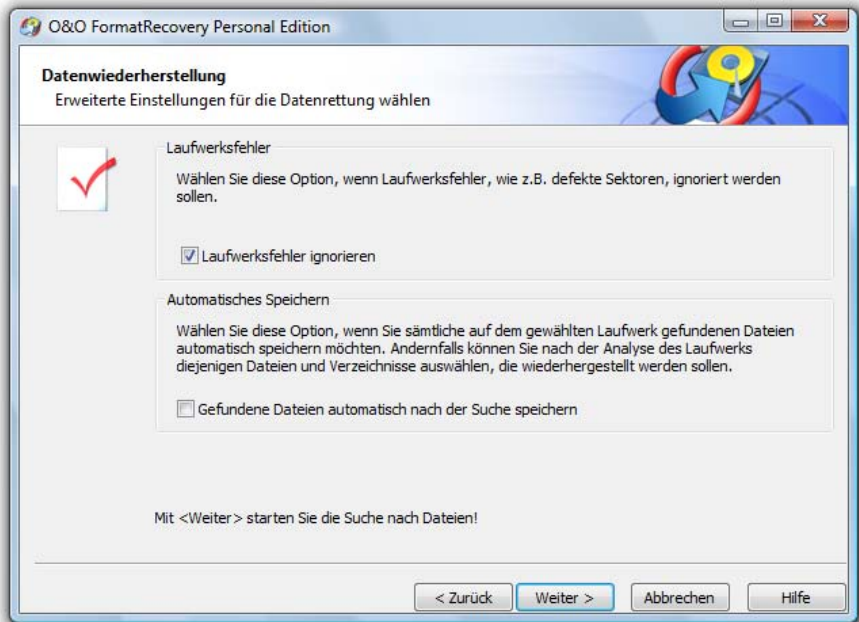 O&O FormatRecovery Personal Edition
Datenwiederherstellung
Erweiterte Einstellungen für die Datenrettung wählen
Laufwerksfehler
Wählen Sie diese Option, wenn Laufwerksfehler, wie z.B. defekte Sektoren, ignoriert werden
sollen.
Laufwerksfehler ignorieren
Automatisches Speichern
Wählen Sie diese Option, wenn Sie sämtliche auf dem gewählten Laufwerk gefundenen Dateien
automatisch speichern möchten. Andernfalls können Sie nach der Analyse des Laufwerks
diejenigen Dateien und Verzeichnisse auswählen, die wiederhergestellt werden sollen.
Gefundene Dateien automatisch nach der Suche speichern
Mit <Weiter> starten Sie die Suche nach Dateien!
< Zurück
Weiter >
Abbrechen
Hilfe